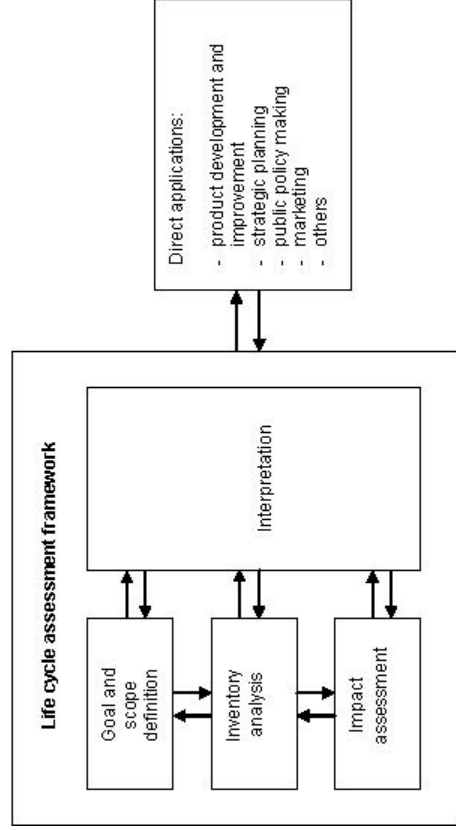 Life cycle assessment framework
Goal and
scope
definition
Inventory
analysis
Impact
assessment
Interpretation
Direct applications:
- product development and
improvement
- strategic planning
- public policy making
- marketing
- others